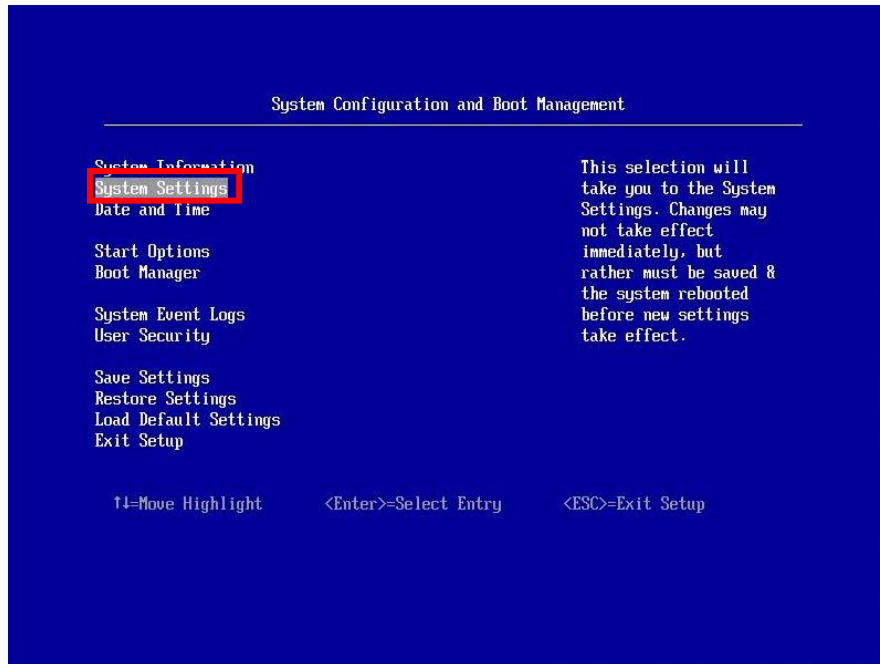 System Configuration and Boot Management
System Information
System Settings
Date and Time
Start Options
Boot Manager
System Event Logs
User Security
Save Settings
Restore Settings
Load Default Settings
Exit Setup
This selection will
take you to the System
Settings. Changes may
not take effect
immediately, but
rather must be saved &
the system rebooted
before new settings
take effect.
↑↓=Move Highlight <Enter>=Select Entry <ESC>=Exit Setup